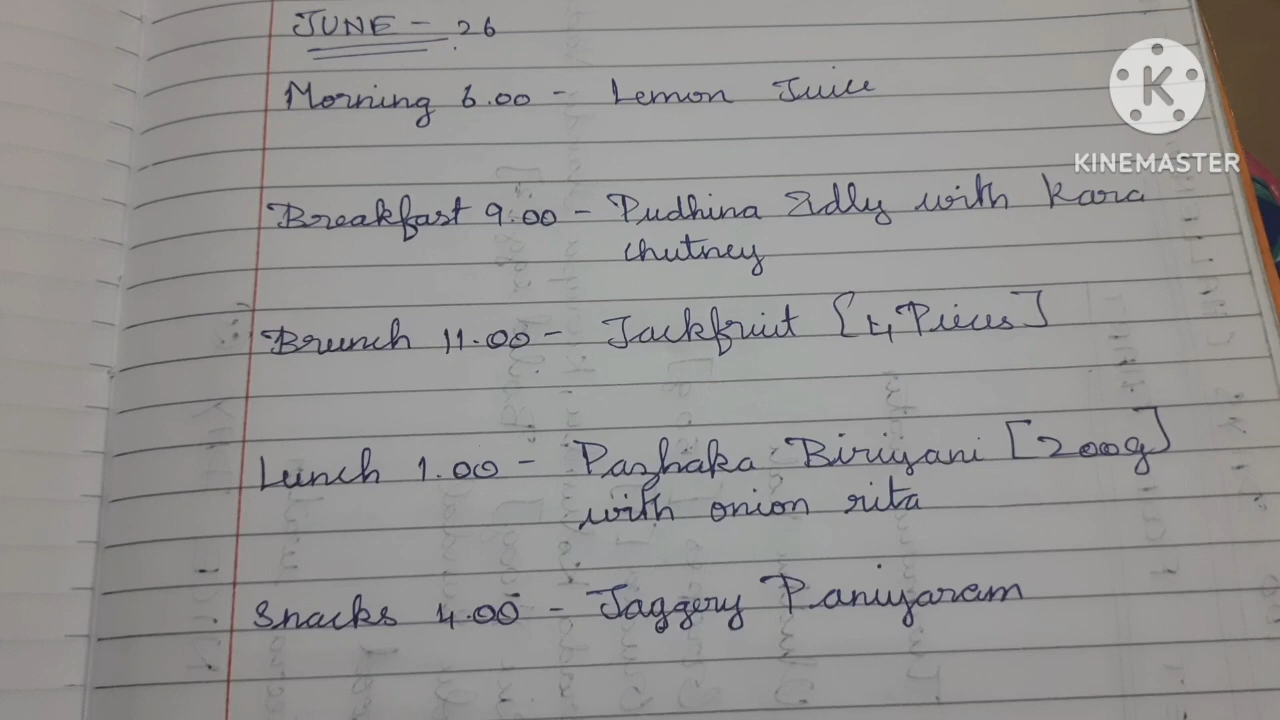 JUNE - 26
Morning 6.00 - Lemon Juice
KINEMASTER
Breakfast 9.00 - Pudhina Idly with kara
chutney
Brunch 11.00 - Jackfruit [4 Pieces]
Lunch 1.00 - Pazhaka Biriyani [200g]
with onion rita
Snacks 4.00 - Jaggery Paniyaram